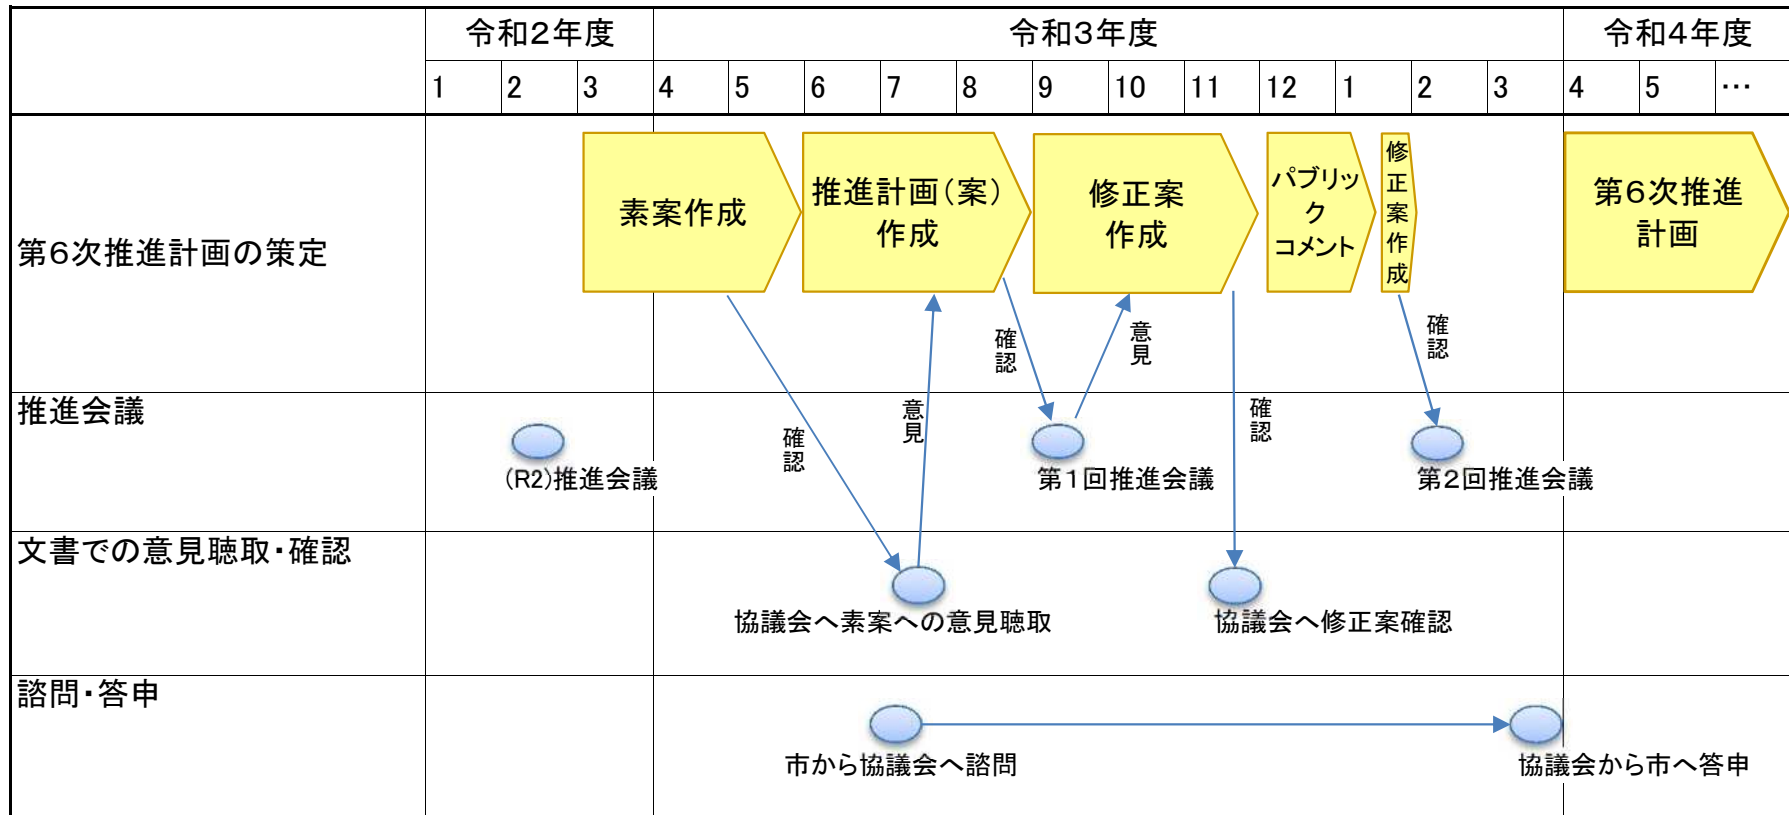 令和2年度
令和3年度
令和4年度
1 2 3 4 5 6 7 8 9 10 11 12 1 2 3 4 5 …
第6次推進計画の策定
素案作成
推進計画(案)
作成
修正案
作成
パブリッ
ク
コメント
修正案作成
第6次推進
計画
確認
意見
確認
意見
確認
確認
推進会議
(R2)推進会議
第1回推進会議
第2回推進会議
文書での意見聴取・確認
協議会へ素案への意見聴取
協議会へ修正案確認
諮問・答申
市から協議会へ諮問
協議会から市へ答申